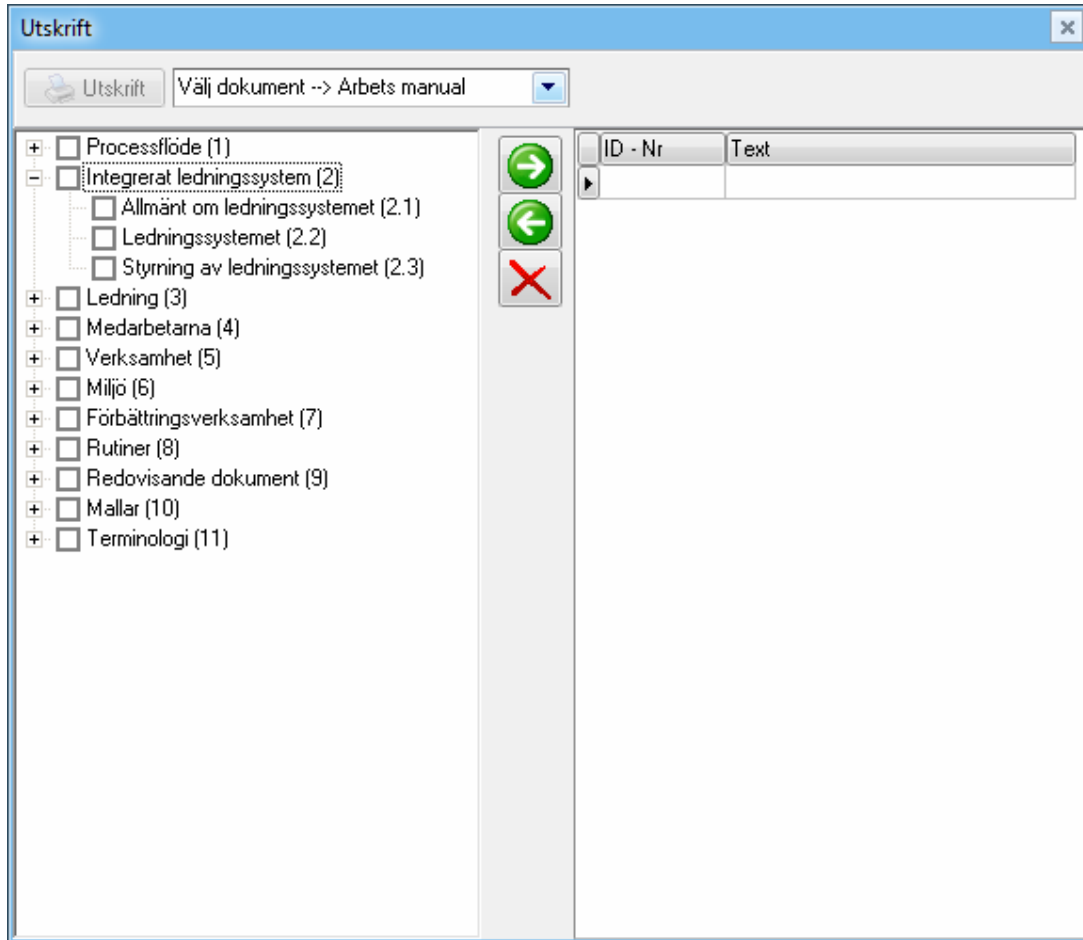 Utskrift
Utskrift Välj dokument --> Arbets manual
Processflöde (1)
Integrerat ledningssystem (2)
Allmänt om ledningssystemet (2.1)
Ledningssystemet (2.2)
Styrning av ledningssystemet (2.3)
Ledning (3)
Medarbetarna (4)
Verksamhet (5)
Miljö (6)
Förbättringsverksamhet (7)
Rutiner (8)
Redovisande dokument (9)
Mallar (10)
Terminologi (11)
ID - Nr Text